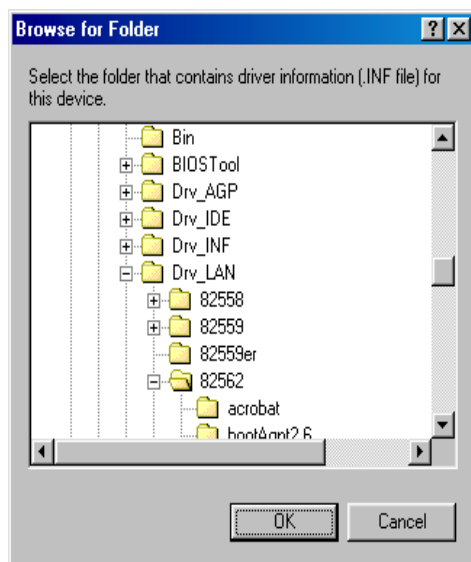 Browse for Folder
Select the folder that contains driver information (.INF file) for
this device.
Bin
BIOSTool
Drv_AGP
Drv_IDE
Drv_INF
Drv_LAN
82558
82559
82559er
82562
acrobat
bootAgnt2.6
OK Cancel